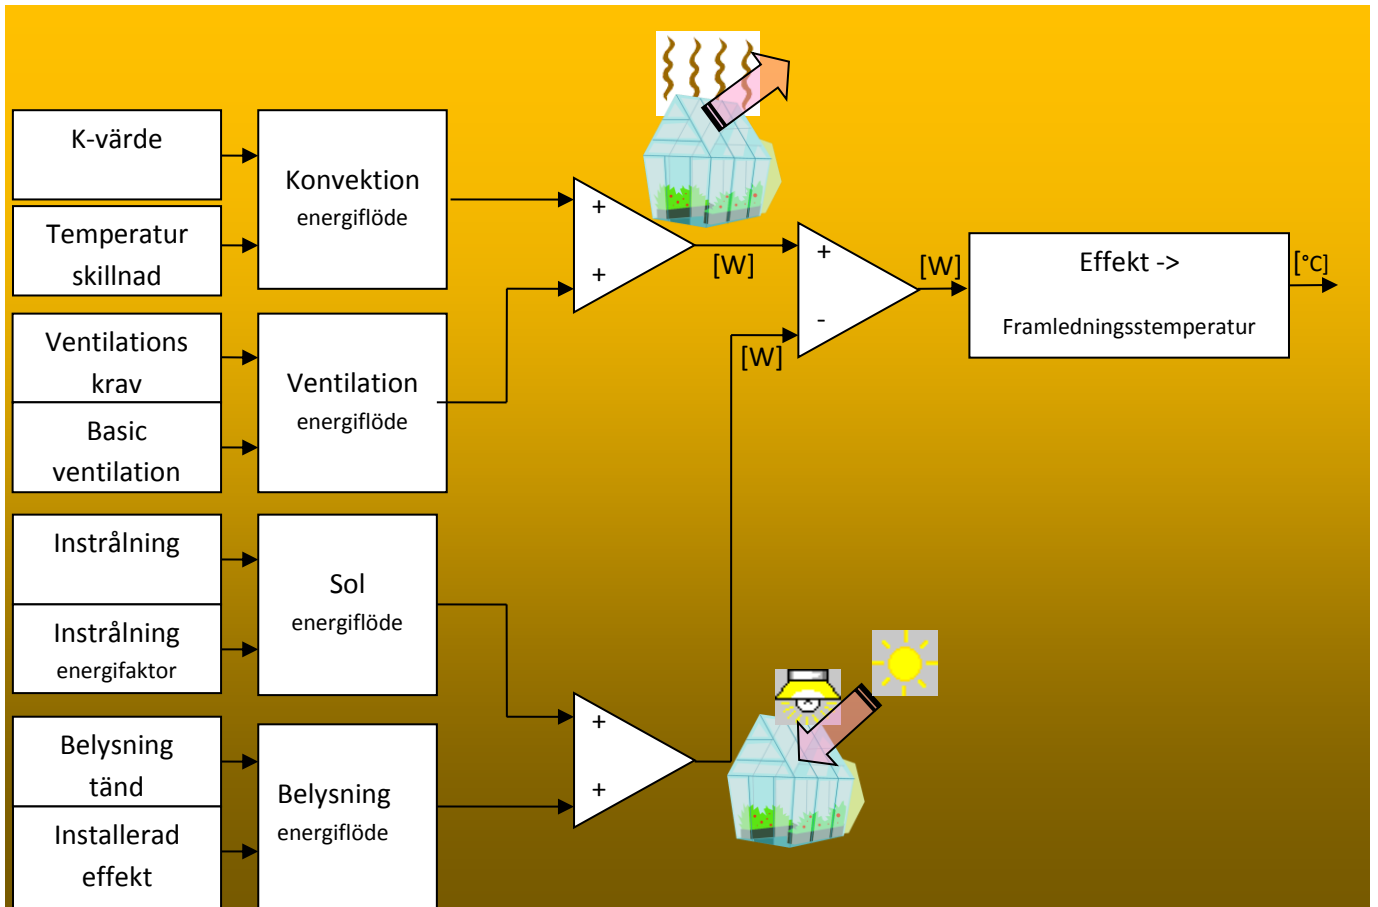 K-värde
Temperatur
skillnad
Konvektion
energiflöde
Ventilations
krav
Basic
ventilation
Ventilation
energiflöde
Instrålning
Instrålning
energifaktor
Sol
energiflöde
Belysning
tänd
Installerad
effekt
Belysning
energiflöde
+
+
[W]
+
-
[W]
[W]
Effekt ->
Framledningsstemperatur
[°C]
+
+